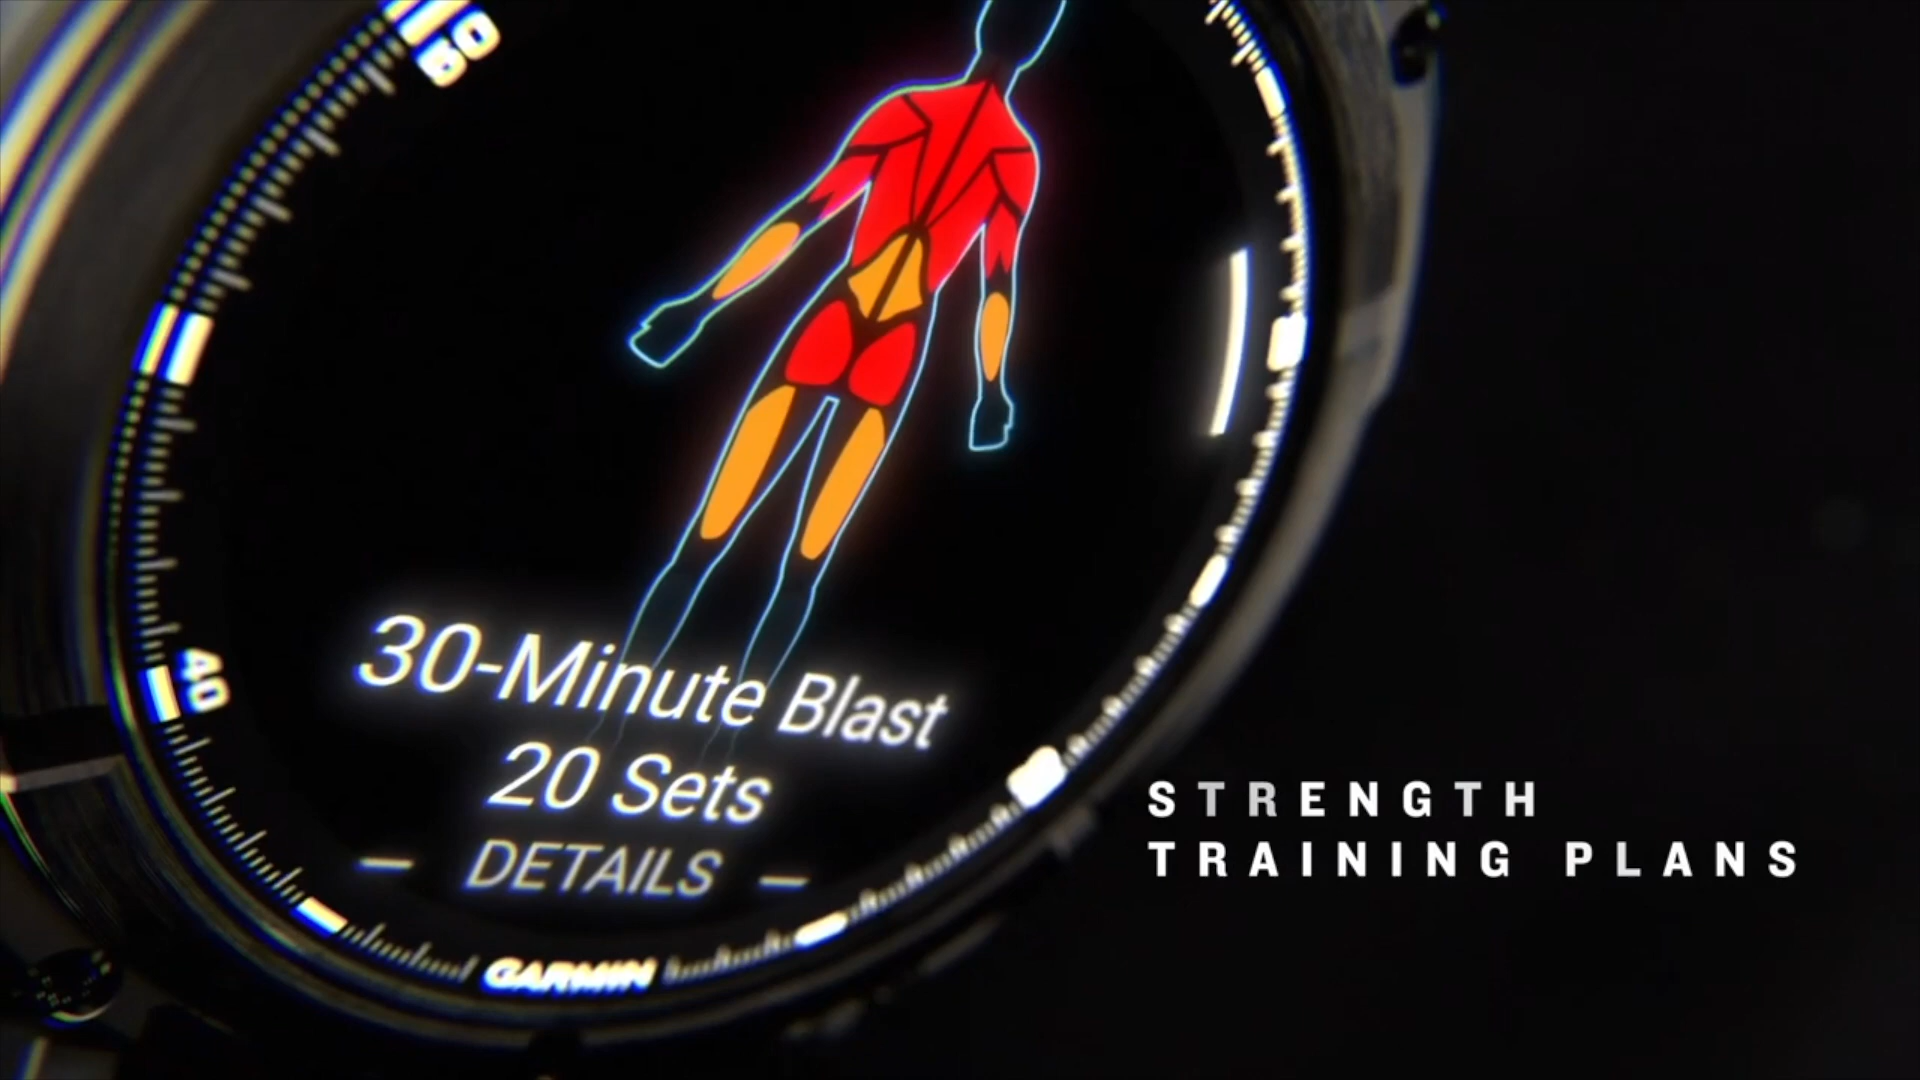 30-Minute Blast
20 Sets
DETAILS
40
GARMIN
STRENGTH
TRAINING PLANS